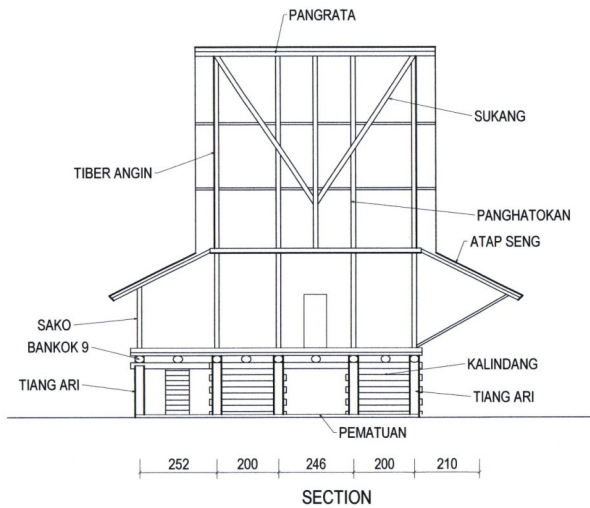 PANGRATA
SUKANG
TIBER ANGIN
PANGHATOKAN
ATAP SENG
SAKO
BANKOK 9
KALINDANG
TIANG ARI
TIANG ARI
PEMATUAN
252 200 246 200 210
SECTION